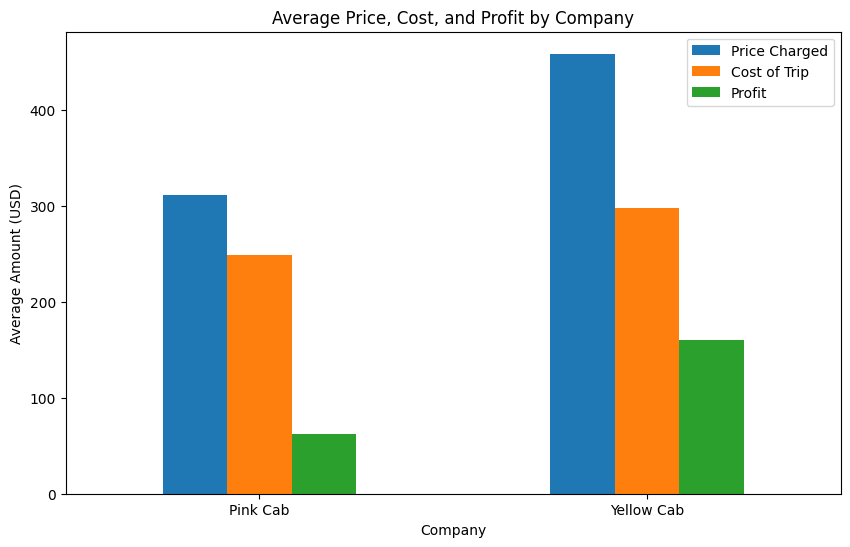 Average Price, Cost, and Profit by Company
Price Charged
Cost of Trip
Profit
Average Amount (USD)
400
300
200
100
0
Pink Cab
Yellow Cab
Company